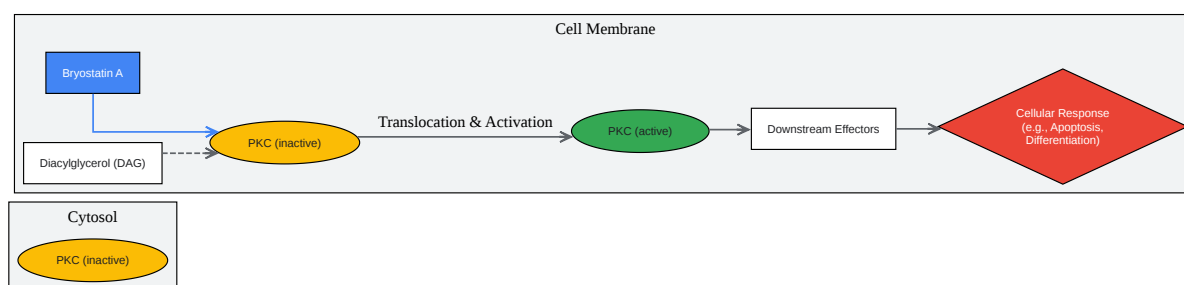 Cell Membrane
Bryostatin A
Diacylglycerol (DAG)
PKC (inactive)
Translocation & Activation
PKC (active)
Downstream Effectors
Cellular Response
(e.g., Apoptosis,
Differentiation)
Cytosol
PKC (inactive)